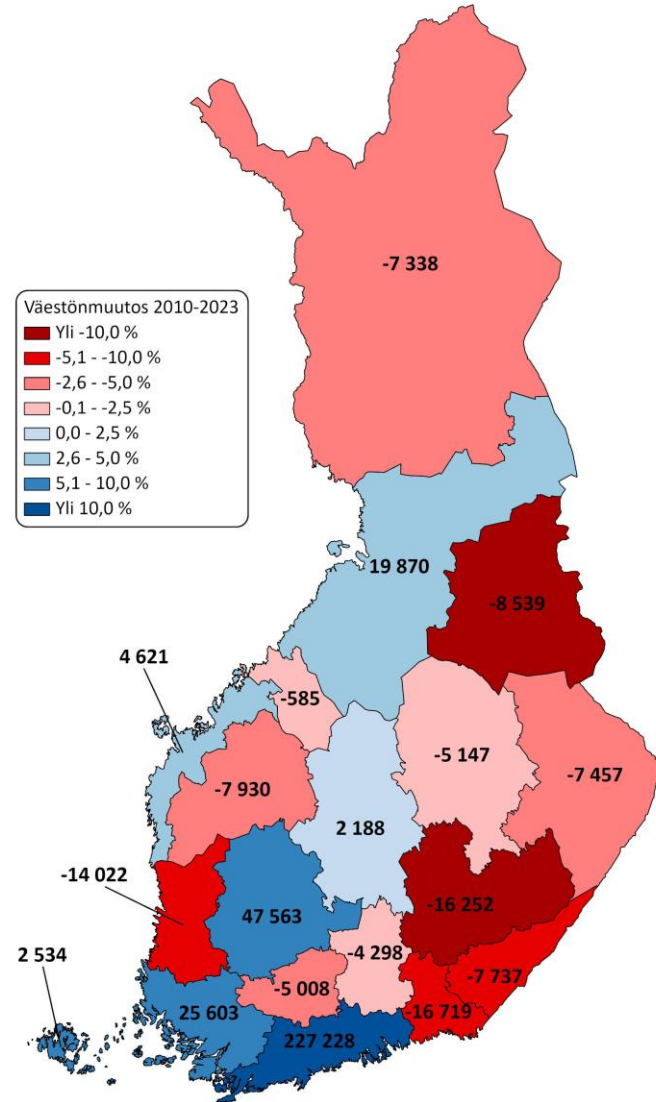 -7 338
Väestönmuutos 2010-2023
Yli -10,0 %
-5,1 - -10,0 %
-2,6 - -5,0 %
-0,1 - -2,5 %
0,0 - 2,5 %
2,6 - 5,0 %
5,1 - 10,0 %
Yli 10,0 %
19 870
-8 539
4 621
-585
-5 147
-7 457
-7 930
2 188
-14 022
47 563
-16 252
2 534
-4 298
-7 737
-5 008
25 603
-16 719
227 228